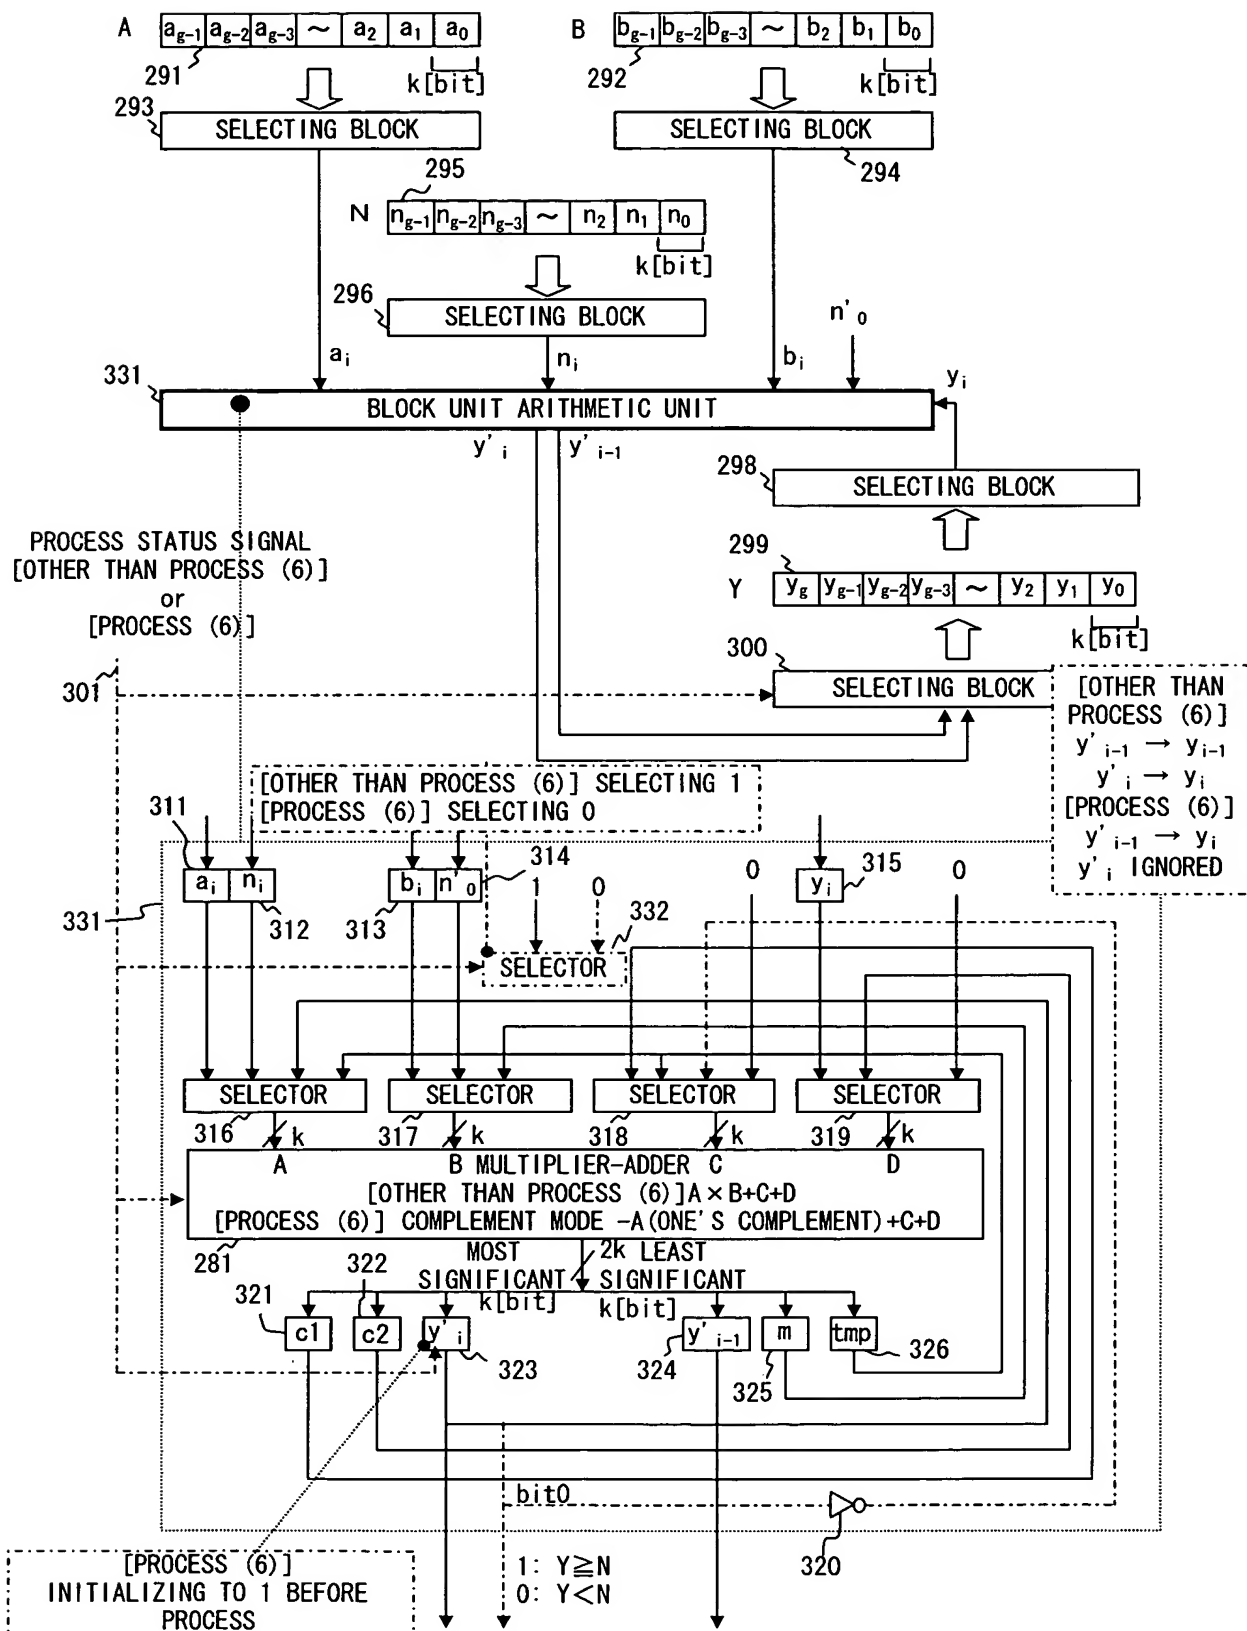 A a_{g-1} a_{g-2} a_{g-3} ~ a_2 a_1 a_0
B b_{g-1} b_{g-2} b_{g-3} ~ b_2 b_1 b_0
291 k[bit]
292 k[bit]
293
SELECTING BLOCK
SELECTING BLOCK
294
295
N n_{g-1} n_{g-2} n_{g-3} ~ n_2 n_1 n_0
k[bit]
296
SELECTING BLOCK
n'_0
a_i
n_i
b_i
331
y_i
BLOCK UNIT ARITHMETIC UNIT
y'_i y'_{i-1}
298
SELECTING BLOCK
PROCESS STATUS SIGNAL
[OTHER THAN PROCESS (6)]
or
[PROCESS (6)]
299
Y y_g y_{g-1} y_{g-2} y_{g-3} ~ y_2 y_1 y_0
k[bit]
300
301
SELECTING BLOCK
[OTHER THAN
PROCESS (6)]
y'_{i-1} → y_{i-1}
y'_i → y_i
[PROCESS (6)]
y'_{i-1} → y_i
y'_i IGNORED
[OTHER THAN PROCESS (6)] SELECTING 1
[PROCESS (6)] SELECTING 0
311
a_i n_i
312
b_i n'_0
313
314
1 0
332
SELECTOR
0
y_i
315
0
331
SELECTOR
SELECTOR
SELECTOR
SELECTOR
316 k
317 k
318 k
319 k
A B MULTIPLIER-ADDER C D
[OTHER THAN PROCESS (6)]A×B+C+D
[PROCESS (6)] COMPLEMENT MODE -A(ONE'S COMPLEMENT)+C+D
281
MOST
SIGNIFICANT
k[bit]
2k
LEAST
SIGNIFICANT
k[bit]
321
322
c1
c2
y'_i
323
y'_{i-1}
324
m
325
tmp
326
bit0
320
[PROCESS (6)]
INITIALIZING TO 1 BEFORE
PROCESS
1: Y≧N
0: Y<N